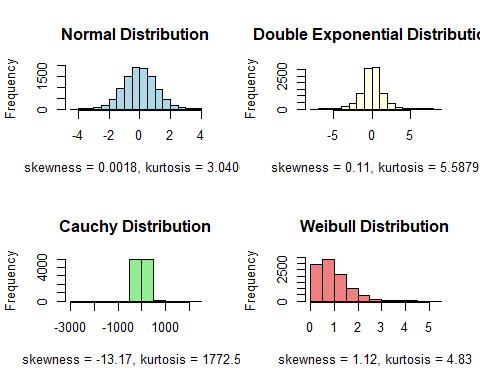 Normal Distribution
Frequency
0
1500
-4
-2
0
2
4
skewness = 0.0018, kurtosis = 3.040
Double Exponential Distributio
Frequency
0
2500
-5
0
5
skewness = 0.11, kurtosis = 5.5879
Cauchy Distribution
Frequency
0
4000
-3000
-1000
1000
skewness = -13.17, kurtosis = 1772.5
Weibull Distribution
Frequency
0
2500
0
1
2
3
4
5
skewness = 1.12, kurtosis = 4.83